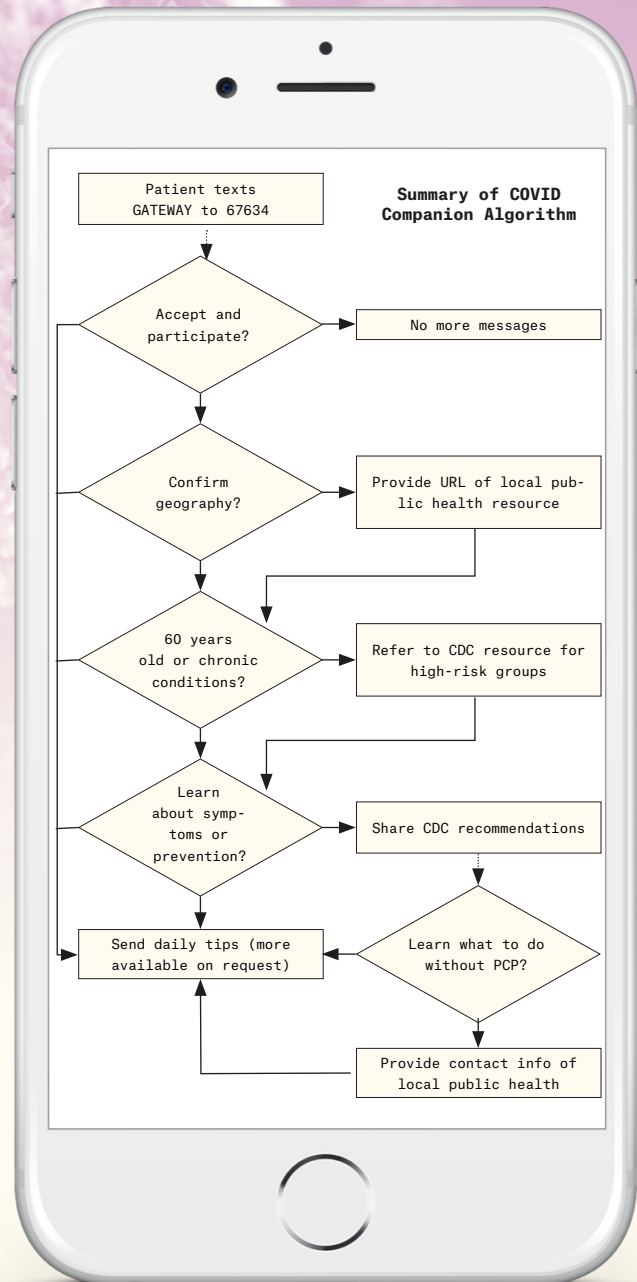 Patient texts
GATEWAY to 67634
Summary of COVID
Companion Algorithm
Accept and
participate?
No more messages
Confirm
geography?
Provide URL of local pub-
lic health resource
60 years
old or chronic
conditions?
Refer to CDC resource for
high-risk groups
Learn
about symp-
toms or
prevention?
Share CDC recommendations
Send daily tips (more
available on request)
Learn what to do
without PCP?
Provide contact info of
local public health